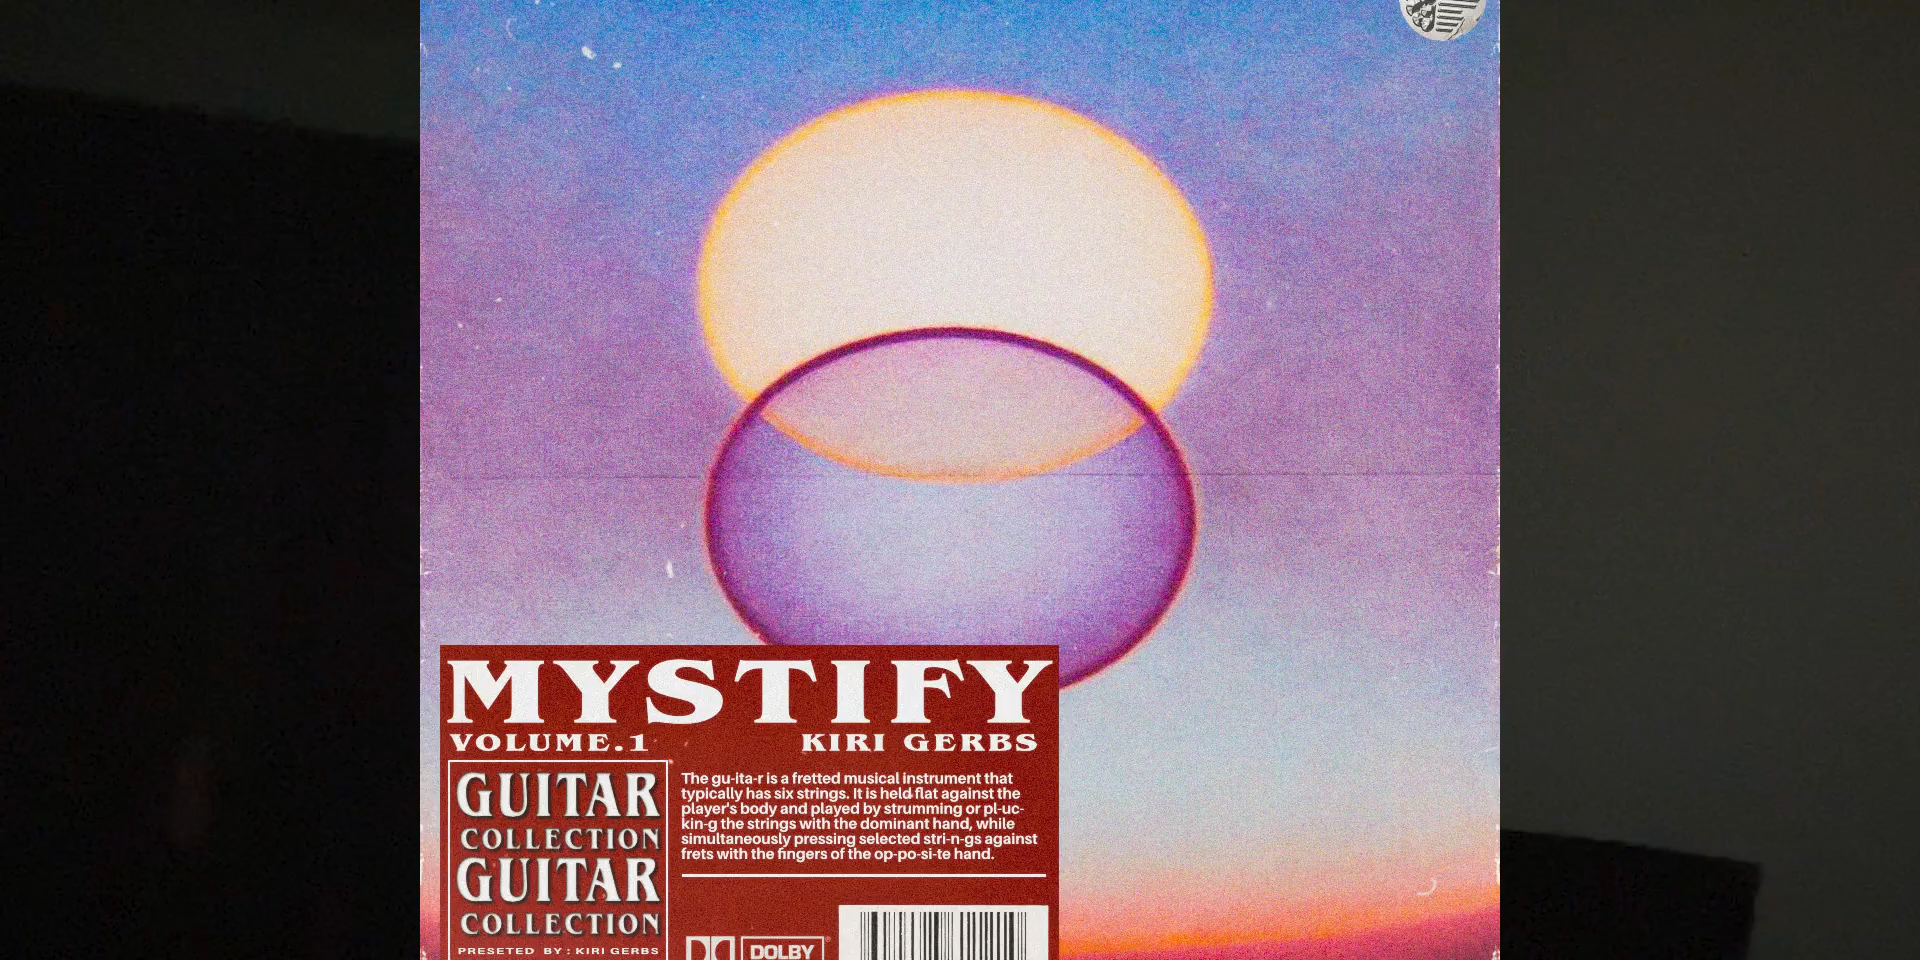 MYSTIFY
VOLUME.1 KIRI GERBS
GUITAR
COLLECTION
GUITAR
COLLECTION
PRESETED BY : KIRI GERBS
The gu-ita-r is a fretted musical instrument that
typically has six strings. It is held flat against the
player's body and played by strumming or pl-uc-
kin-g the strings with the dominant hand, while
simultaneously pressing selected stri-n-gs against
frets with the fingers of the op-po-si-te hand.
DOLBY